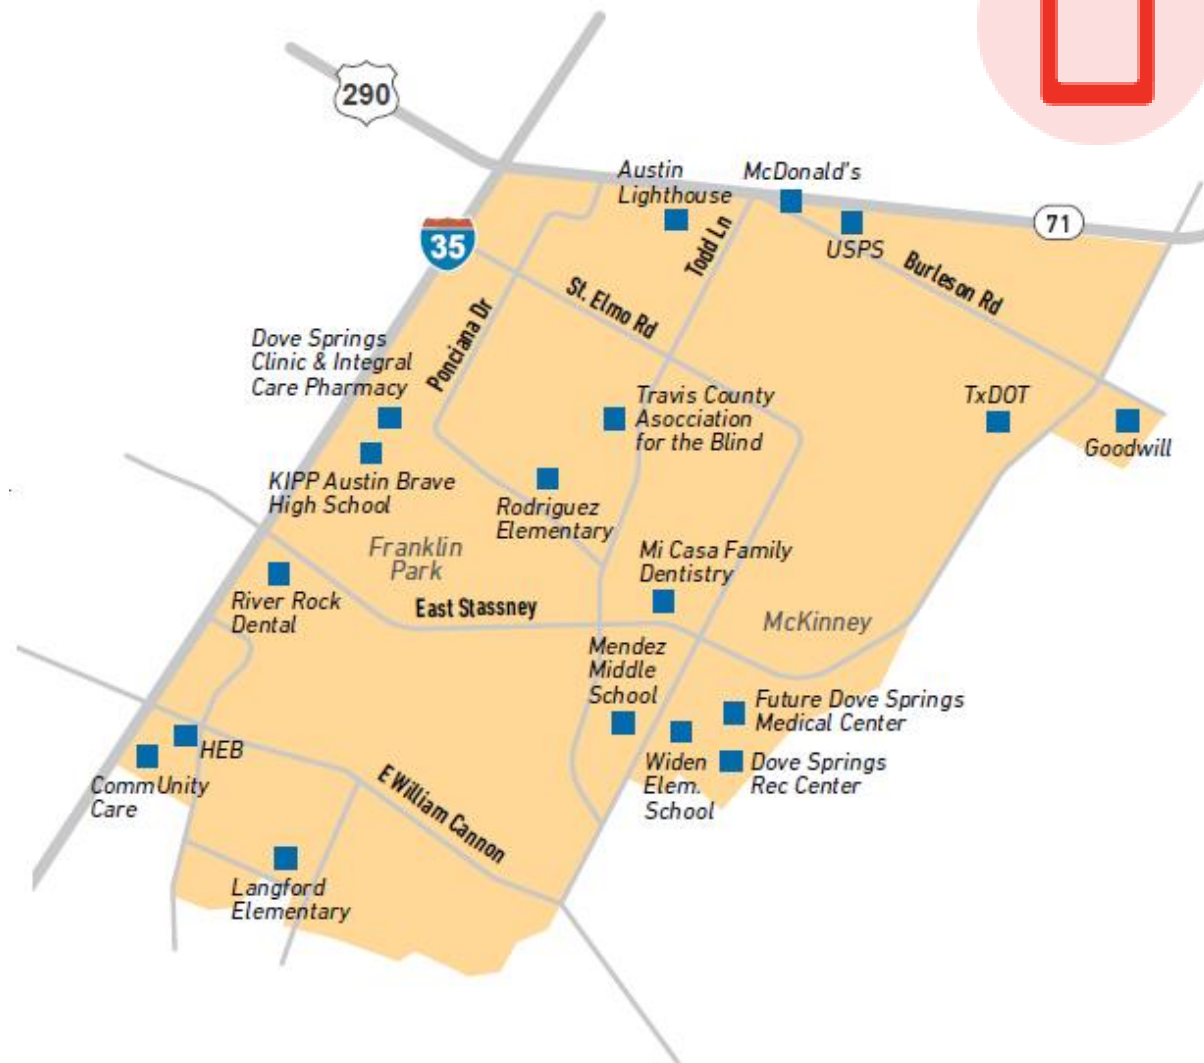 290
Austin
Lighthouse
McDonald's
71
35
Todd Ln
USPS
Burleson Rd
St. Elmo Rd
Ponciana Dr
Dove Springs
Clinic & Integral
Care Pharmacy
Travis County
Asocciation
for the Blind
TxDOT
Goodwill
KIPP Austin Brave
High School
Rodriguez
Elementary
Franklin
Park
Mi Casa Family
Dentistry
River Rock
Dental
East Stassney
McKinney
Mendez
Middle
School
Future Dove Springs
Medical Center
HEB
CommUnity
Care
Widen
Elem.
School
Dove Springs
Rec Center
E William Cannon
Langford
Elementary